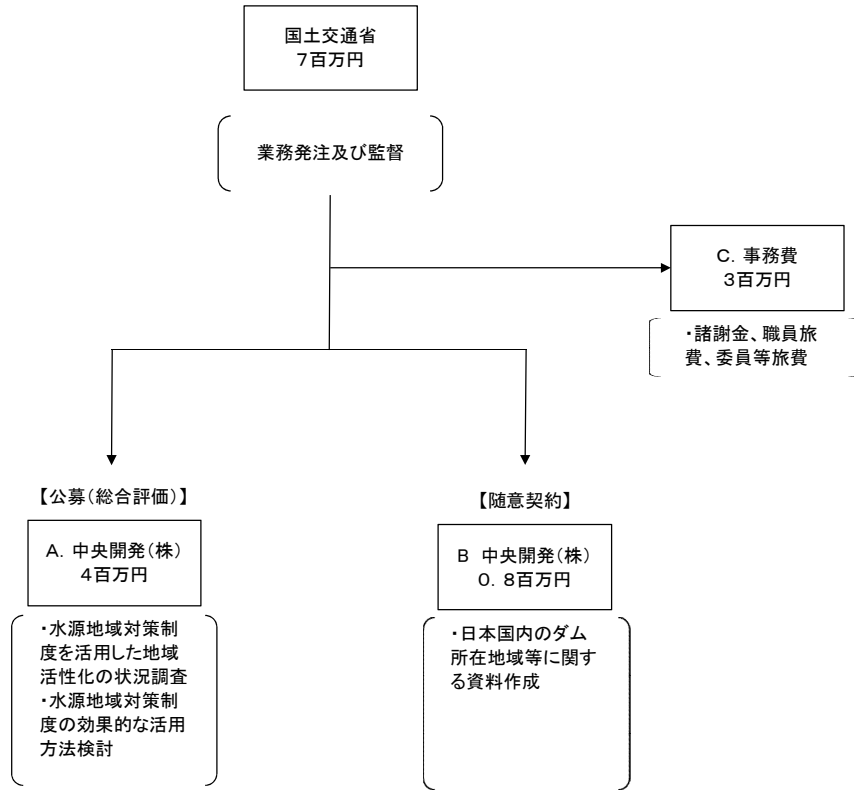 国土交通省
７百万円
業務発注及び監督
Ｃ．事務費
３百万円
・諸謝金、職員旅
費、委員等旅費
【公募（総合評価）】
Ａ．中央開発（株）
４百万円
・水源地域対策制
度を活用した地域
活性化の状況調査
・水源地域対策制
度の効果的な活用
方法検討
【随意契約】
Ｂ　中央開発（株）
０．８百万円
・日本国内のダム
所在地域等に関す
る資料作成